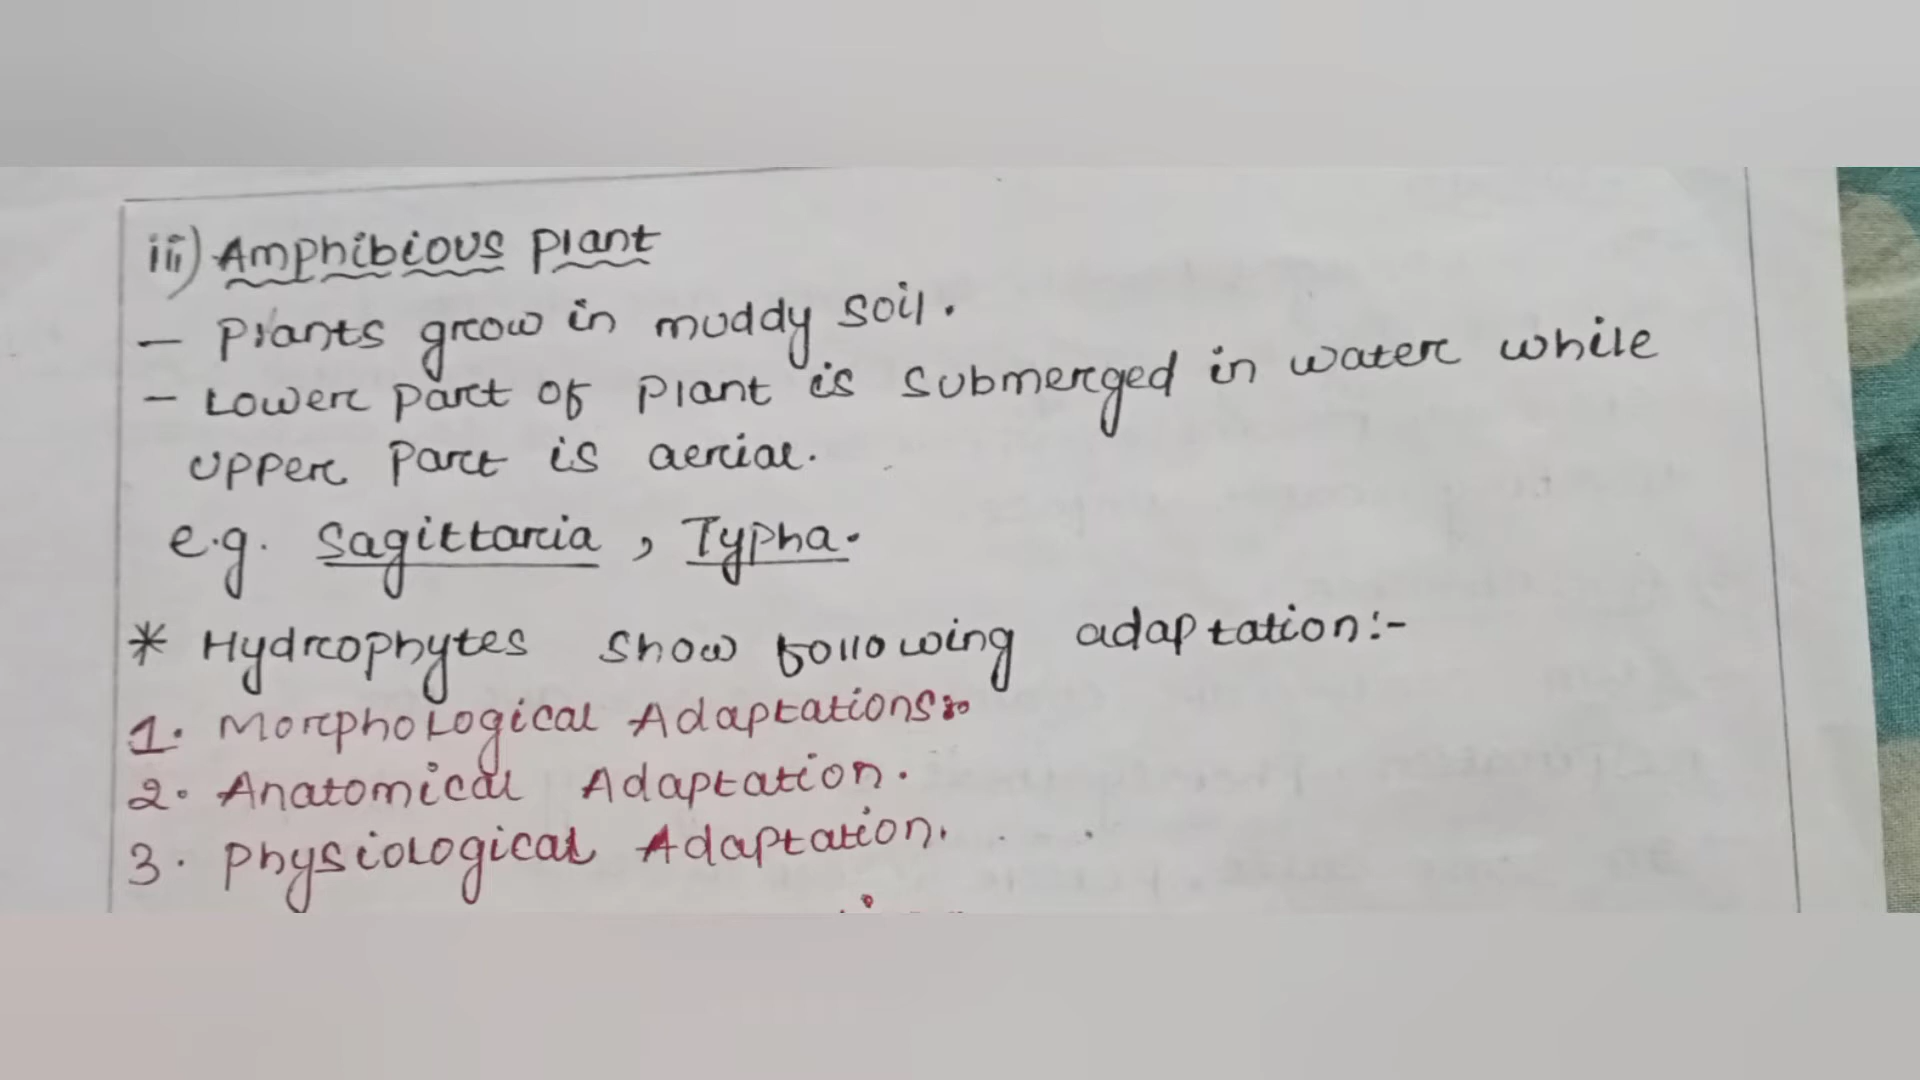 iii) Amphibious Plant
- Plants grow in muddy soil.
- Lower part of plant is submerged in water while
upper part is aerial.
e.g. Sagittaria, Typha.
* Hydrophytes show following adaptation:-
1. Morphological Adaptations:-
2. Anatomical Adaptation.
3. Physiological Adaptation.